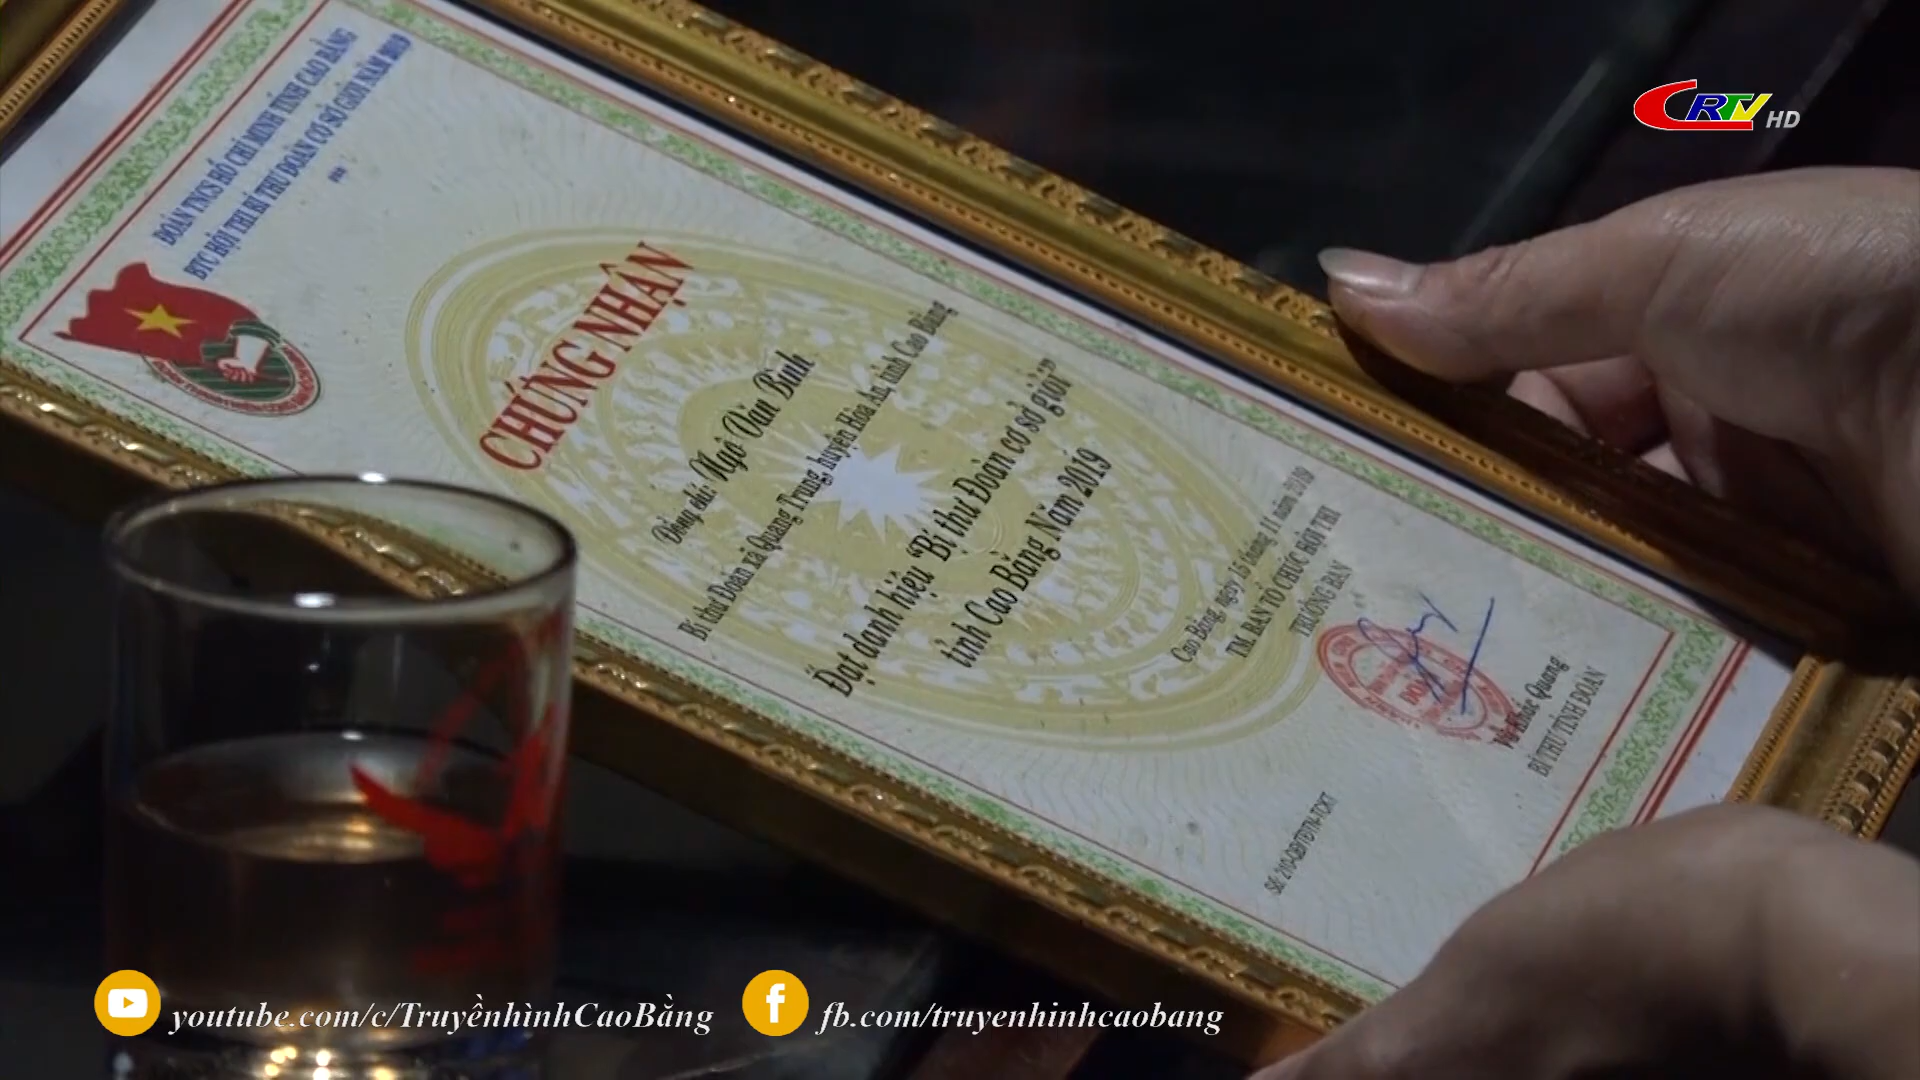 ĐOÀN TNCS HỒ CHÍ MINH TỈNH CAO BẰNG
BTC HỘI THI BÍ THƯ ĐOÀN CƠ SỞ GIỎI NĂM 2019
***
CHỨNG NHẬN
Đồng chí: Ngô Văn Bình
Bí thư Đoàn xã Quang Trung, huyện Hòa An, tỉnh Cao Bằng
Đạt danh hiệu “Bí thư Đoàn cơ sở giỏi”
tỉnh Cao Bằng Năm 2019
Cao Bằng, ngày 15 tháng 11 năm 2019
TM. BAN TỔ CHỨC HỘI THI
TRƯỞNG BAN
Khắc Quang
BÍ THƯ TỈNH ĐOÀN
CRTV HD
youtube.com/c/TruyềnhìnhCaoBằng
fb.com/truyenhinhcaobang